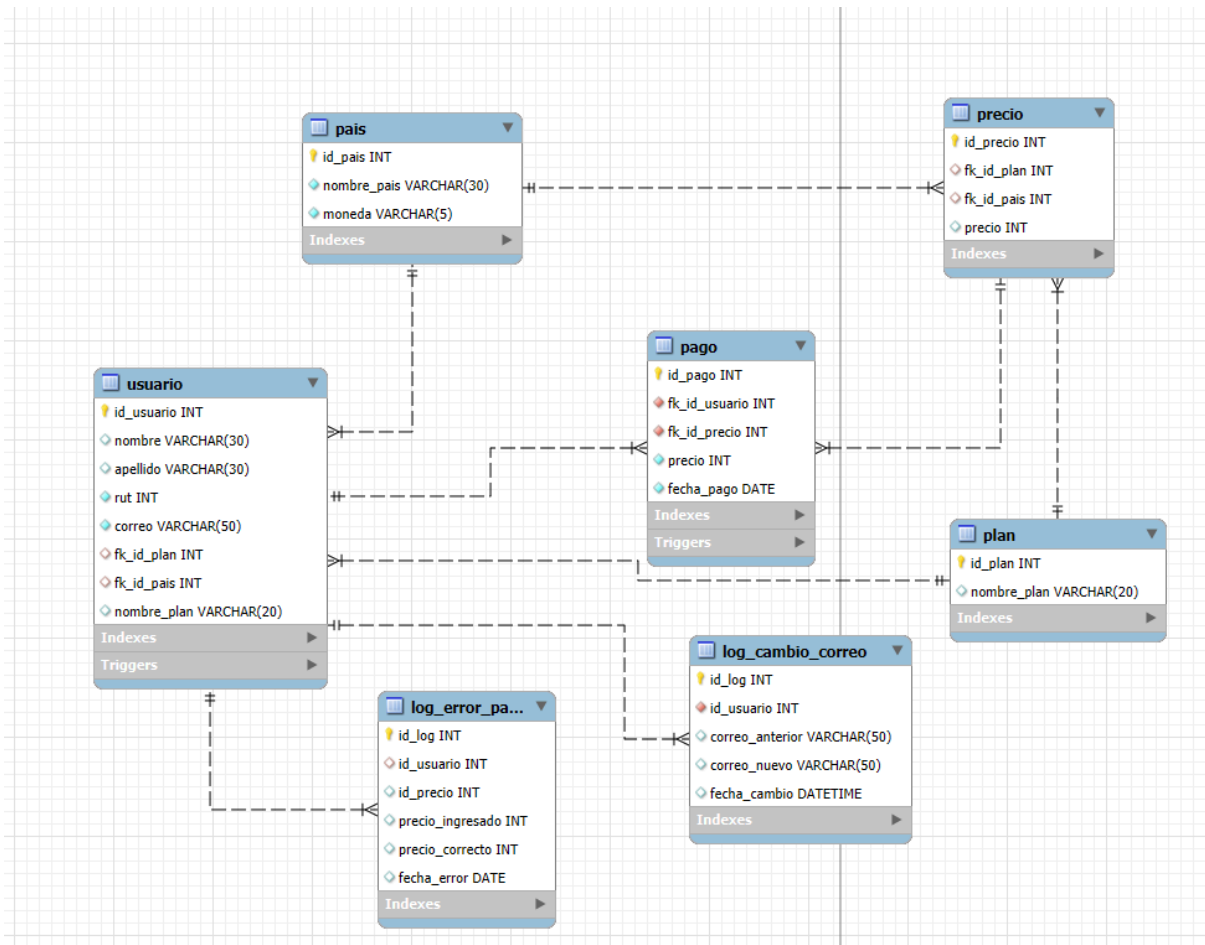 pais
id_pais INT
nombre_pais VARCHAR(30)
moneda VARCHAR(5)
Indexes
precio
id_precio INT
fk_id_plan INT
fk_id_pais INT
precio INT
Indexes
usuario
id_usuario INT
nombre VARCHAR(30)
apellido VARCHAR(30)
rut INT
correo VARCHAR(50)
fk_id_plan INT
fk_id_pais INT
nombre_plan VARCHAR(20)
Indexes
Triggers
pago
id_pago INT
fk_id_usuario INT
fk_id_precio INT
precio INT
fecha_pago DATE
Indexes
Triggers
plan
id_plan INT
nombre_plan VARCHAR(20)
Indexes
log_error_pa...
id_log INT
id_usuario INT
id_precio INT
precio_ingresado INT
precio_correcto INT
fecha_error DATE
Indexes
log_cambio_correo
id_log INT
id_usuario INT
correo_anterior VARCHAR(50)
correo_nuevo VARCHAR(50)
fecha_cambio DATETIME
Indexes